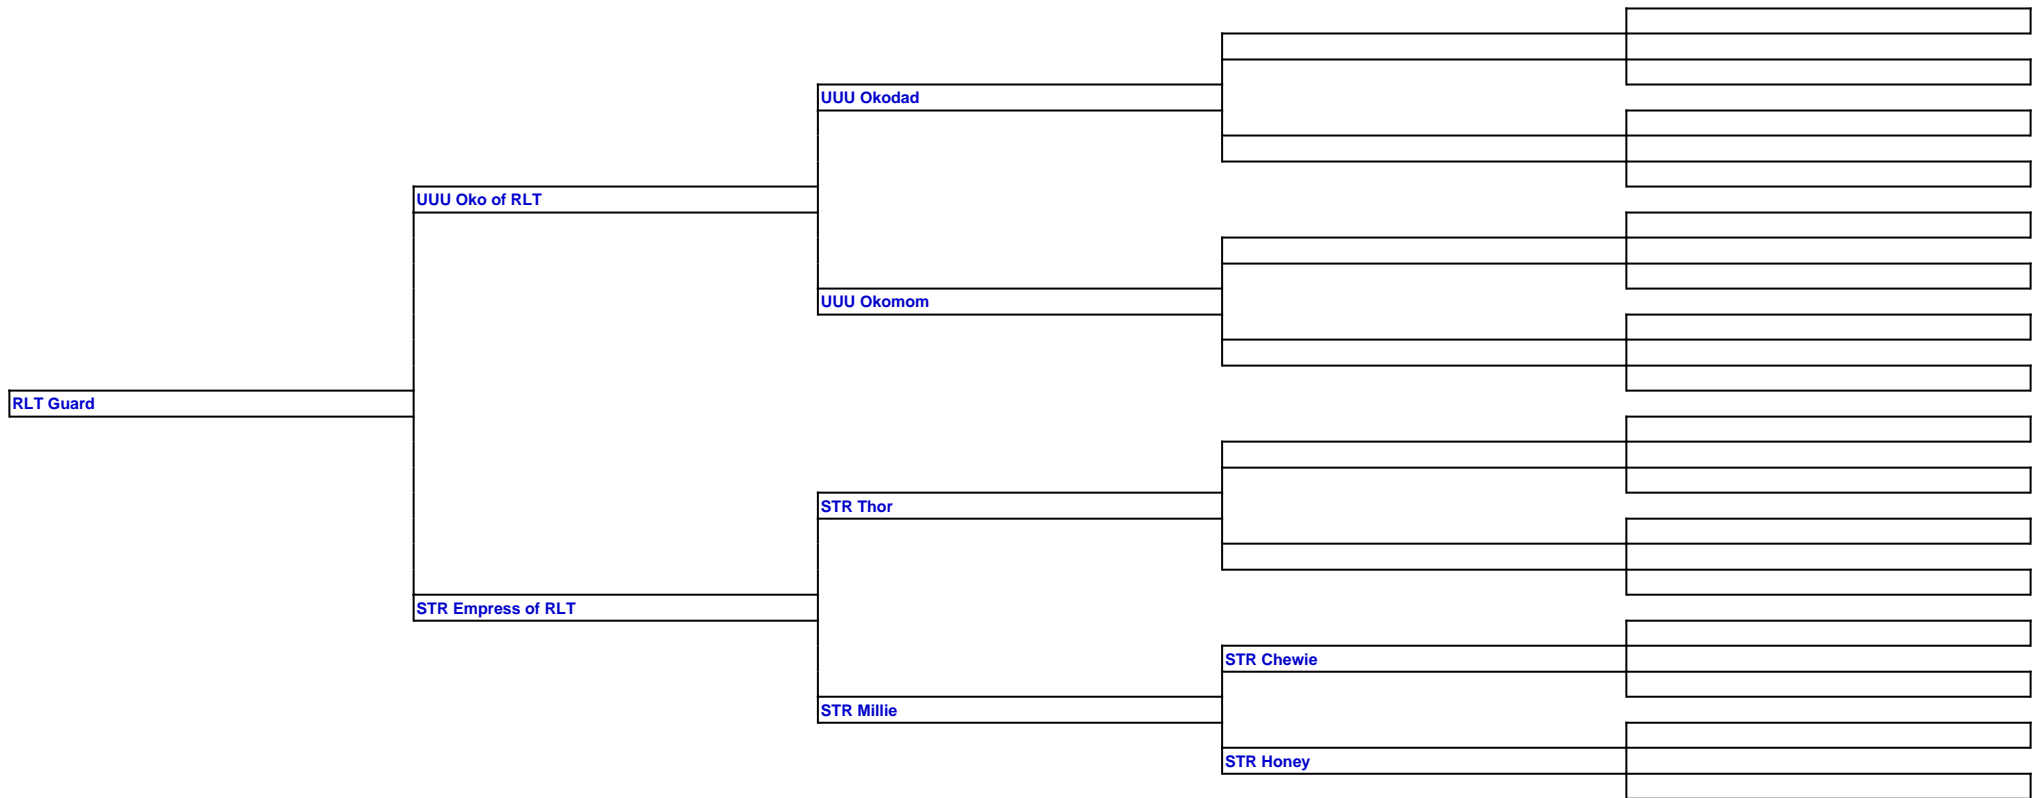 UUU Okodad
UUU Oko of RLT
UUU Okomom
RLT Guard
STR Thor
STR Empress of RLT
STR Chewie
STR Millie
STR Honey